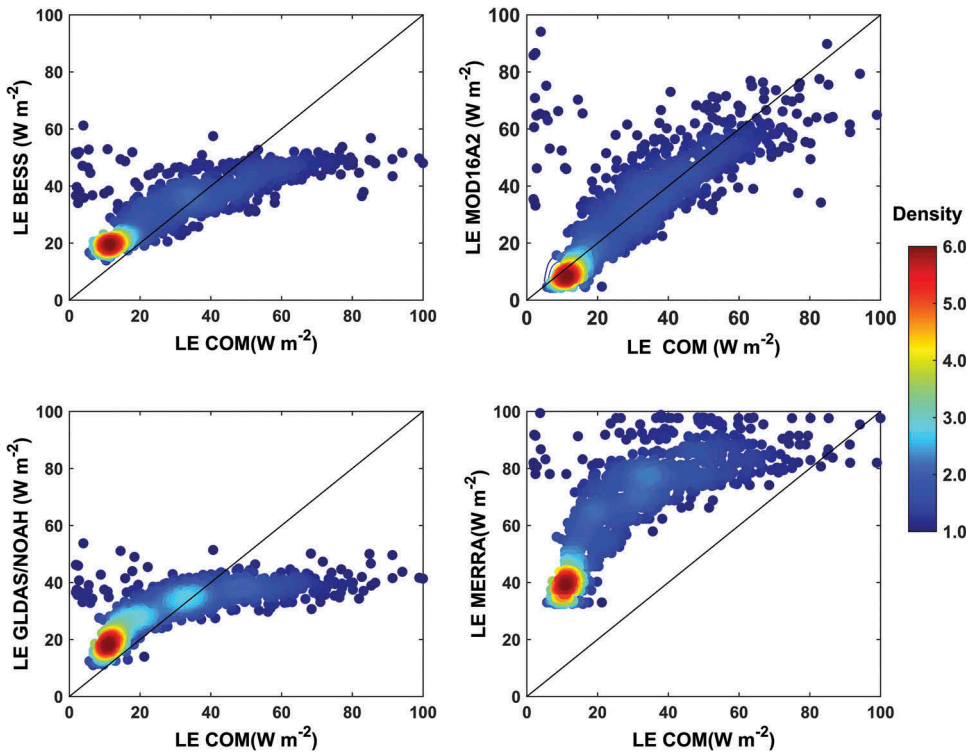 100
80
60
40
20
0
LE BESS (W m-2)
0 20 40 60 80 100
LE COM(W m-2)
100
80
60
40
20
0
LE MOD16A2 (W m-2)
0 20 40 60 80 100
LE COM (W m-2)
Density
6.0
5.0
4.0
3.0
2.0
1.0
100
80
60
40
20
0
LE GLDAS/NOAH (W m-2)
0 20 40 60 80 100
LE COM(W m-2)
100
80
60
40
20
0
LE MERRA(W m-2)
0 20 40 60 80 100
LE COM(W m-2)